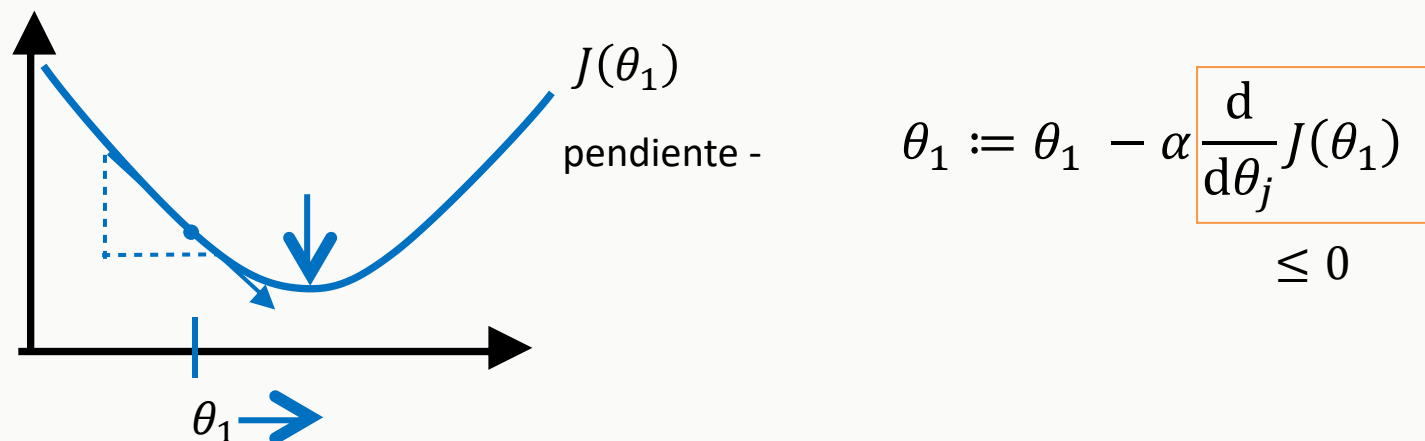 J(θ₁)
pendiente -
θ₁ ≔ θ₁ − α d/dθⱼ J(θ₁)
≤ 0
θ₁